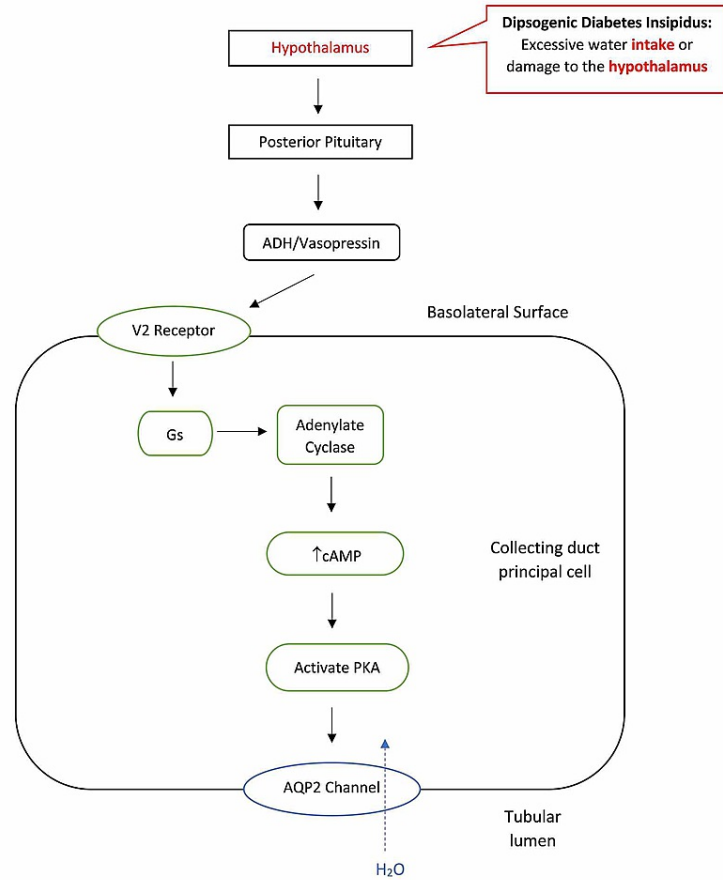 Hypothalamus
Dipsogenic Diabetes Insipidus:
Excessive water intake or
damage to the hypothalamus
Posterior Pituitary
ADH/Vasopressin
Basolateral Surface
V2 Receptor
Gs
Adenylate
Cyclase
↑cAMP
Collecting duct
principal cell
Activate PKA
AQP2 Channel
Tubular
lumen
H₂O